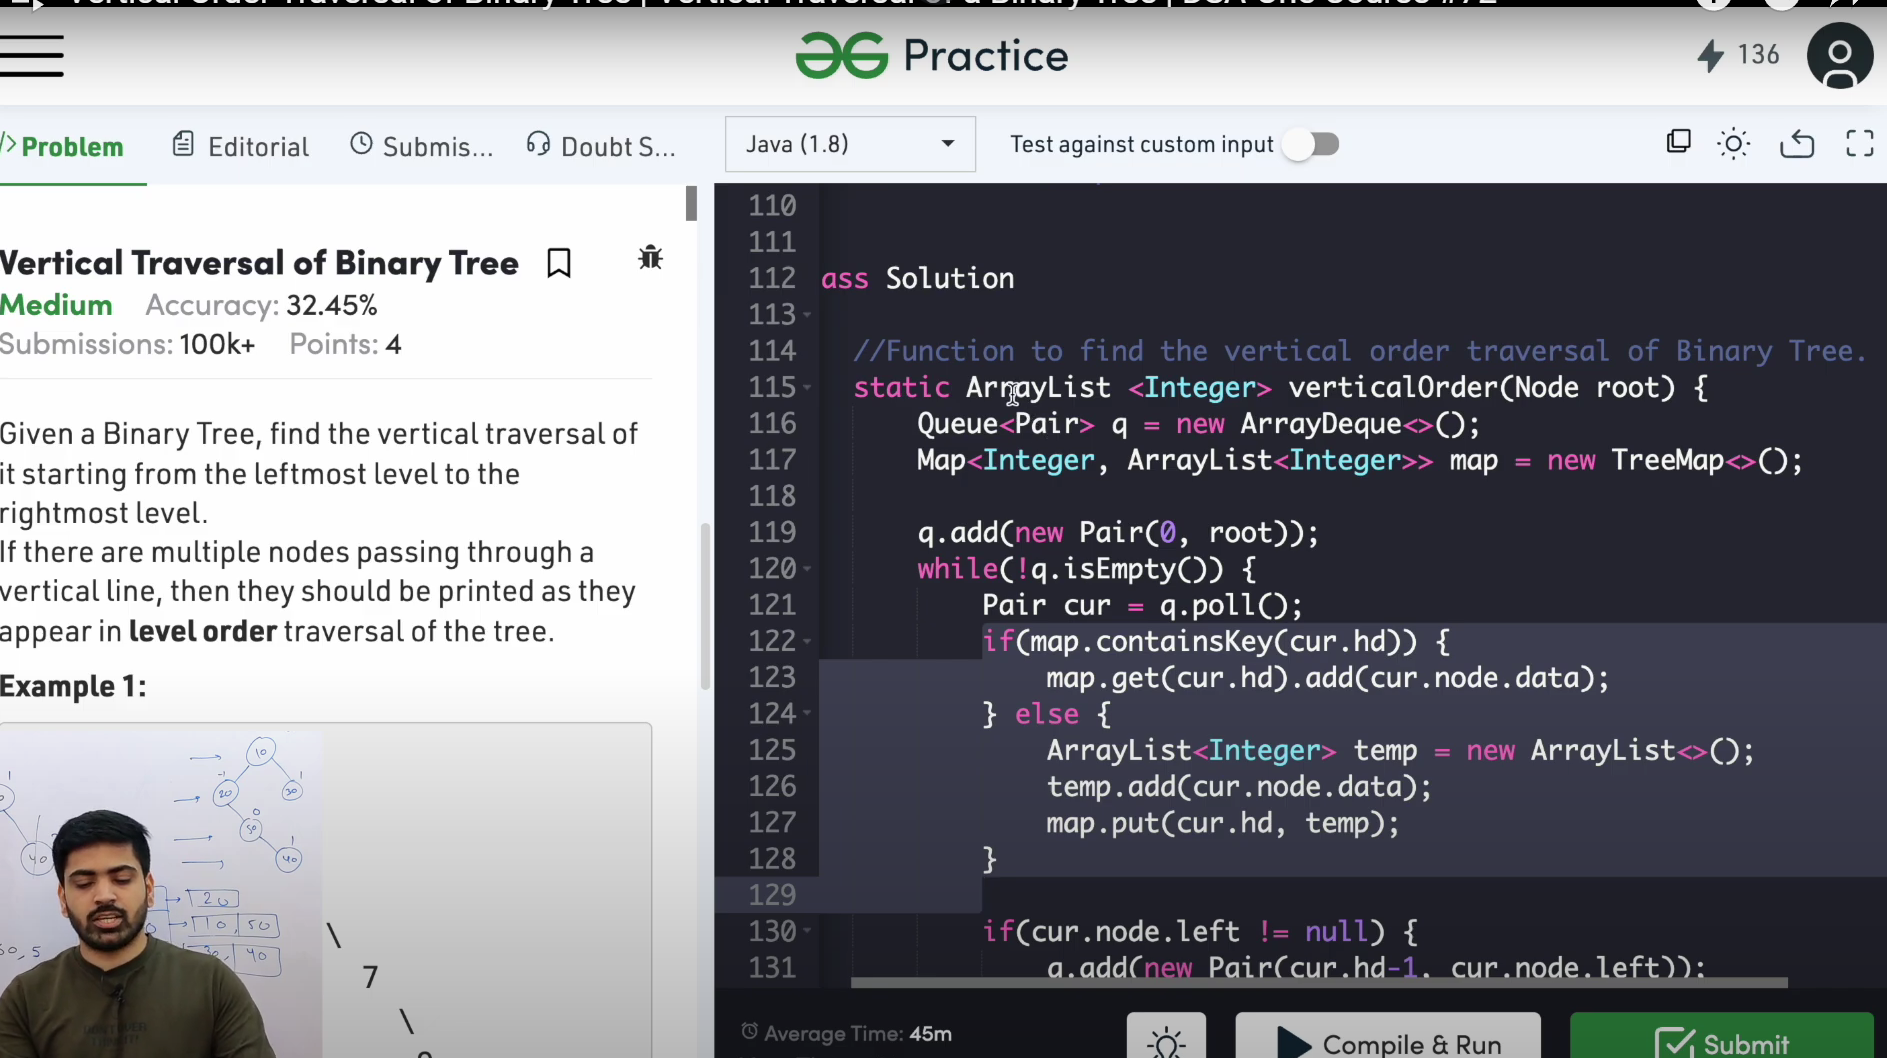 Practice
136
Problem
Editorial
Submis...
Doubt S...
Java (1.8)
Test against custom input
Vertical Traversal of Binary Tree
Medium Accuracy: 32.45%
Submissions: 100k+ Points: 4
Given a Binary Tree, find the vertical traversal of
it starting from the leftmost level to the
rightmost level.
If there are multiple nodes passing through a
vertical line, then they should be printed as they
appear in level order traversal of the tree.
Example 1:
10
20
30
50
40
40
20
10 50
40
\
7
\
110
111
112 ass Solution
113
114 //Function to find the vertical order traversal of Binary Tree.
115 static ArrayList <Integer> verticalOrder(Node root) {
116 Queue<Pair> q = new ArrayDeque<>();
117 Map<Integer, ArrayList<Integer>> map = new TreeMap<>();
118
119 q.add(new Pair(0, root));
120 while(!q.isEmpty()) {
121 Pair cur = q.poll();
122 if(map.containsKey(cur.hd)) {
123 map.get(cur.hd).add(cur.node.data);
124 } else {
125 ArrayList<Integer> temp = new ArrayList<>();
126 temp.add(cur.node.data);
127 map.put(cur.hd, temp);
128 }
129
130 if(cur.node.left != null) {
131 q.add(new Pair(cur.hd-1, cur.node.left));
Average Time: 45m
Compile & Run
Submit